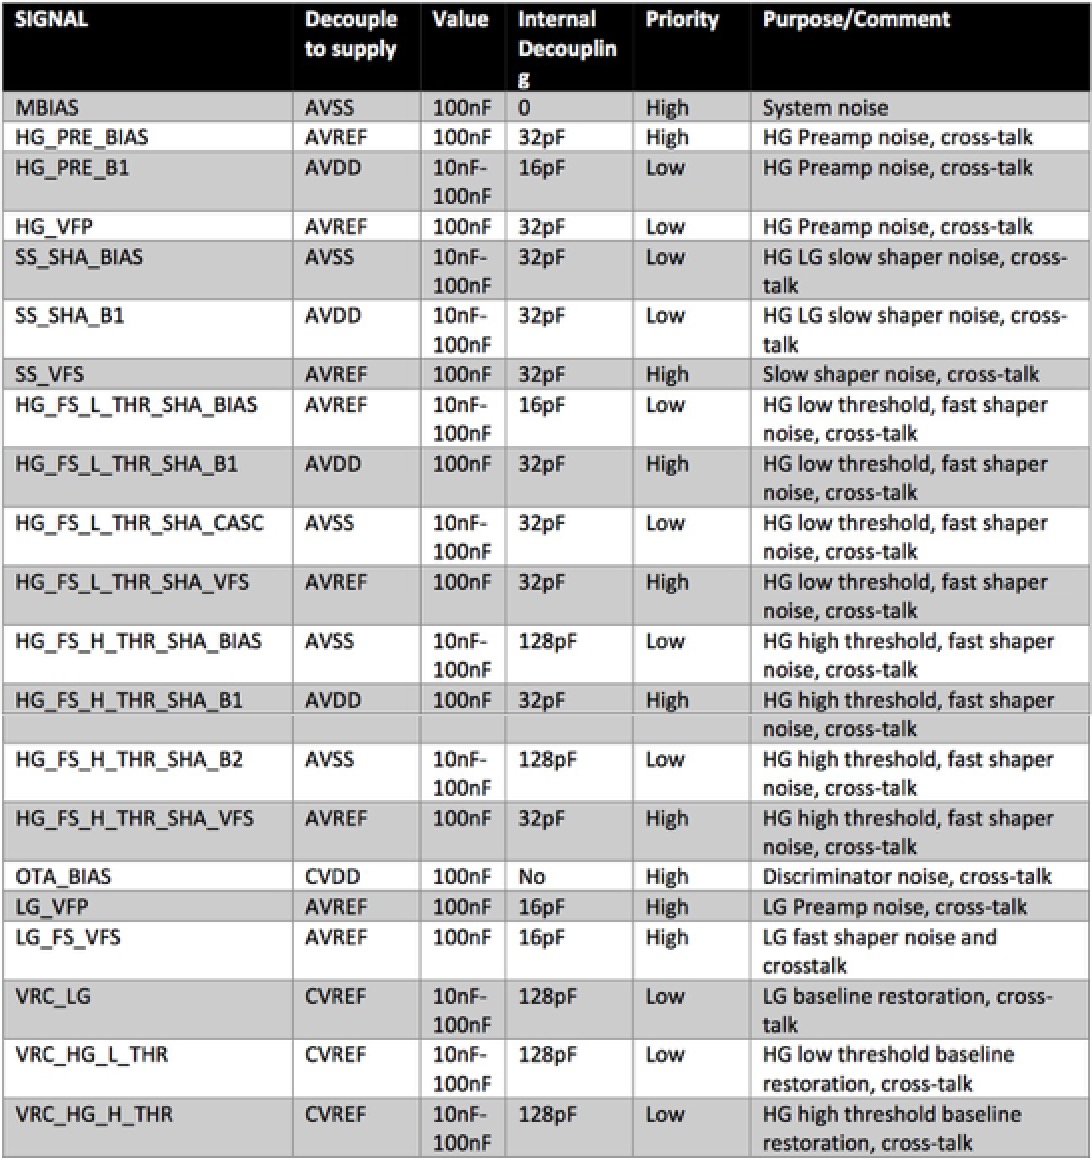 SIGNAL Decouple to supply Value Internal Decouplin g Priority Purpose/Comment
MBIAS AVSS 100nF 0 High System noise
HG_PRE_BIAS AVREF 100nF 32pF High HG Preamp noise, cross-talk
HG_PRE_B1 AVDD 10nF- 16pF Low HG Preamp noise, cross-talk
100nF
HG_VFP AVREF 100nF 32pF Low HG Preamp noise, cross-talk
SS_SHA_BIAS AVSS 10nF- 32pF Low HG LG slow shaper noise, cross-
100nF talk
SS_SHA_B1 AVDD 10nF- 32pF Low HG LG slow shaper noise, cross-
100nF talk
SS_VFS AVREF 100nF 32pF High Slow shaper noise, cross-talk
HG_FS_L_THR_SHA_BIAS AVREF 10nF- 16pF Low HG low threshold, fast shaper
100nF noise, cross-talk
HG_FS_L_THR_SHA_B1 AVDD 100nF 32pF High HG low threshold, fast shaper
noise, cross-talk
HG_FS_L_THR_SHA_CASC AVSS 10nF- 32pF Low HG low threshold, fast shaper
100nF noise, cross-talk
HG_FS_L_THR_SHA_VFS AVREF 100nF 32pF High HG low threshold, fast shaper
noise, cross-talk
HG_FS_H_THR_SHA_BIAS AVSS 10nF- 128pF Low HG high threshold, fast shaper
100nF noise, cross-talk
HG_FS_H_THR_SHA_B1 AVDD 100nF 32pF High HG high threshold, fast shaper
noise, cross-talk
HG_FS_H_THR_SHA_B2 AVSS 10nF- 128pF Low HG high threshold, fast shaper
100nF noise, cross-talk
HG_FS_H_THR_SHA_VFS AVREF 100nF 32pF High HG high threshold, fast shaper
noise, cross-talk
OTA_BIAS CVDD 100nF No High Discriminator noise, cross-talk
LG_VFP AVREF 100nF 16pF High LG Preamp noise, cross-talk
LG_FS_VFS AVREF 100nF 16pF High LG fast shaper noise and
crosstalk
VRC_LG CVREF 10nF- 128pF Low LG baseline restoration, cross-
100nF talk
VRC_HG_L_THR CVREF 10nF- 128pF Low HG low threshold baseline
100nF restoration, cross-talk
VRC_HG_H_THR CVREF 10nF- 128pF Low HG high threshold baseline
100nF restoration, cross-talk